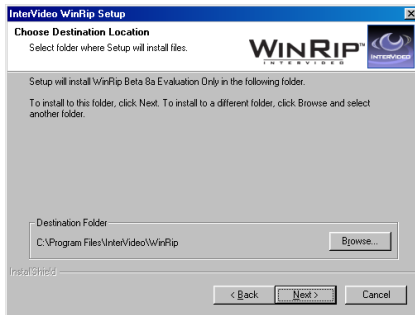 InterVideo WinRip Setup
Choose Destination Location
Select folder where Setup will install files.
WINRIP™
INTERVIDEO
INTERVIDEO
Setup will install WinRip Beta 8a Evaluation Only in the following folder.
To install to this folder, click Next. To install to a different folder, click Browse and select
another folder.
Destination Folder
C:\Program Files\InterVideo\WinRip
Browse...
InstallShield
< Back
Next >
Cancel